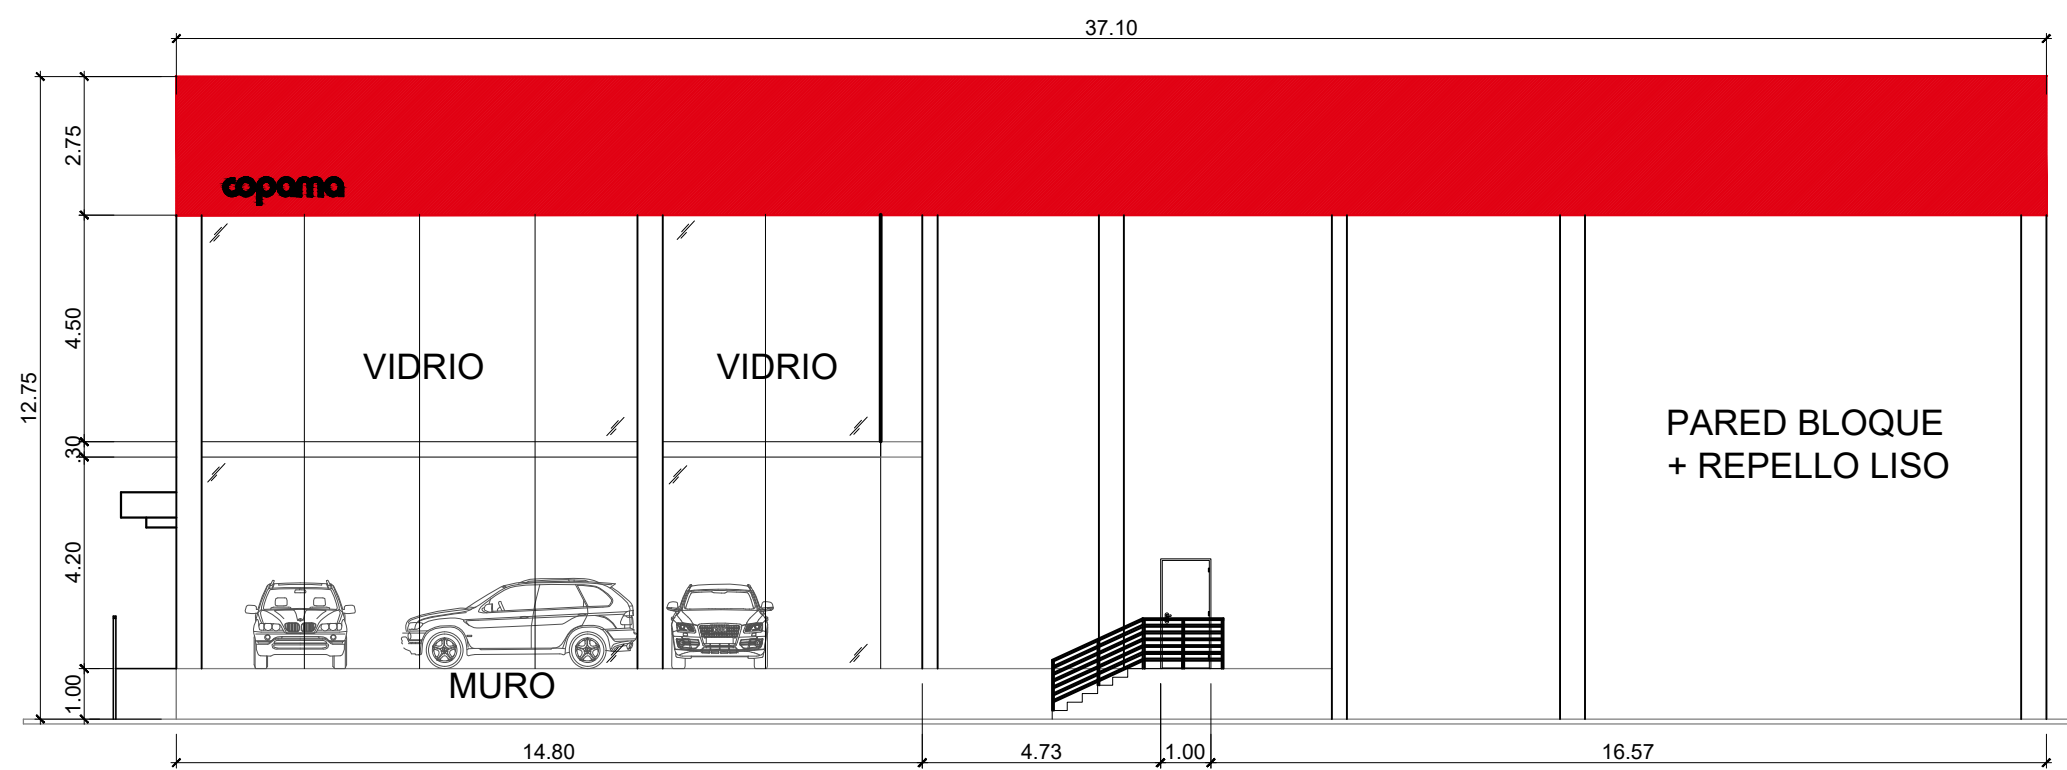 37.10
2.75
copama
4.50
VIDRIO
VIDRIO
12.75
PARED BLOQUE
+ REPELLO LISO
.30
4.20
MURO
1.00
14.80
4.73
1.00
16.57